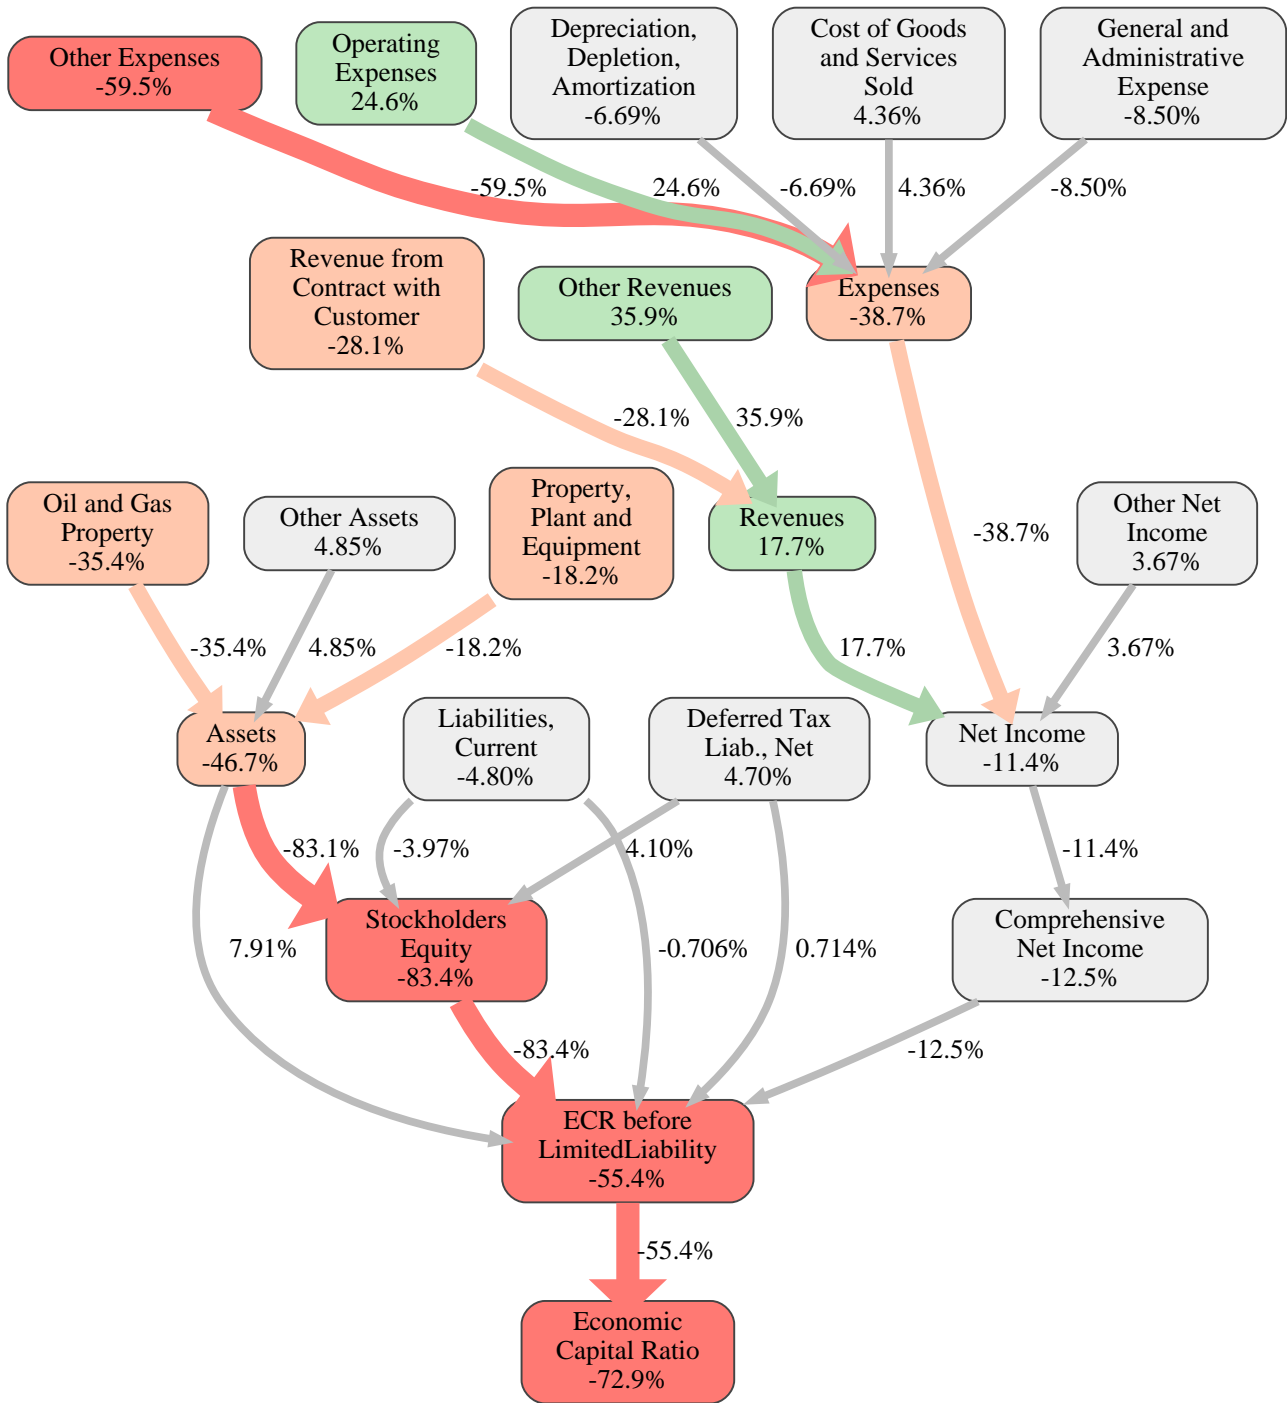 Other Expenses
-59.5%
Operating
Expenses
24.6%
Depreciation,
Depletion,
Amortization
-6.69%
Cost of Goods
and Services
Sold
4.36%
General and
Administrative
Expense
-8.50%
-59.5%
24.6%
-6.69%
4.36%
-8.50%
Revenue from
Contract with
Customer
-28.1%
Other Revenues
35.9%
Expenses
-38.7%
-28.1%
35.9%
Oil and Gas
Property
-35.4%
Other Assets
4.85%
Property,
Plant and
Equipment
-18.2%
Revenues
17.7%
-38.7%
Other Net
Income
3.67%
-35.4%
4.85%
-18.2%
17.7%
3.67%
Assets
-46.7%
Liabilities,
Current
-4.80%
Deferred Tax
Liab., Net
4.70%
Net Income
-11.4%
-83.1%
-3.97%
4.10%
-11.4%
7.91%
Stockholders
Equity
-83.4%
-0.706%
0.714%
Comprehensive
Net Income
-12.5%
-83.4%
-12.5%
ECR before
LimitedLiability
-55.4%
-55.4%
Economic
Capital Ratio
-72.9%